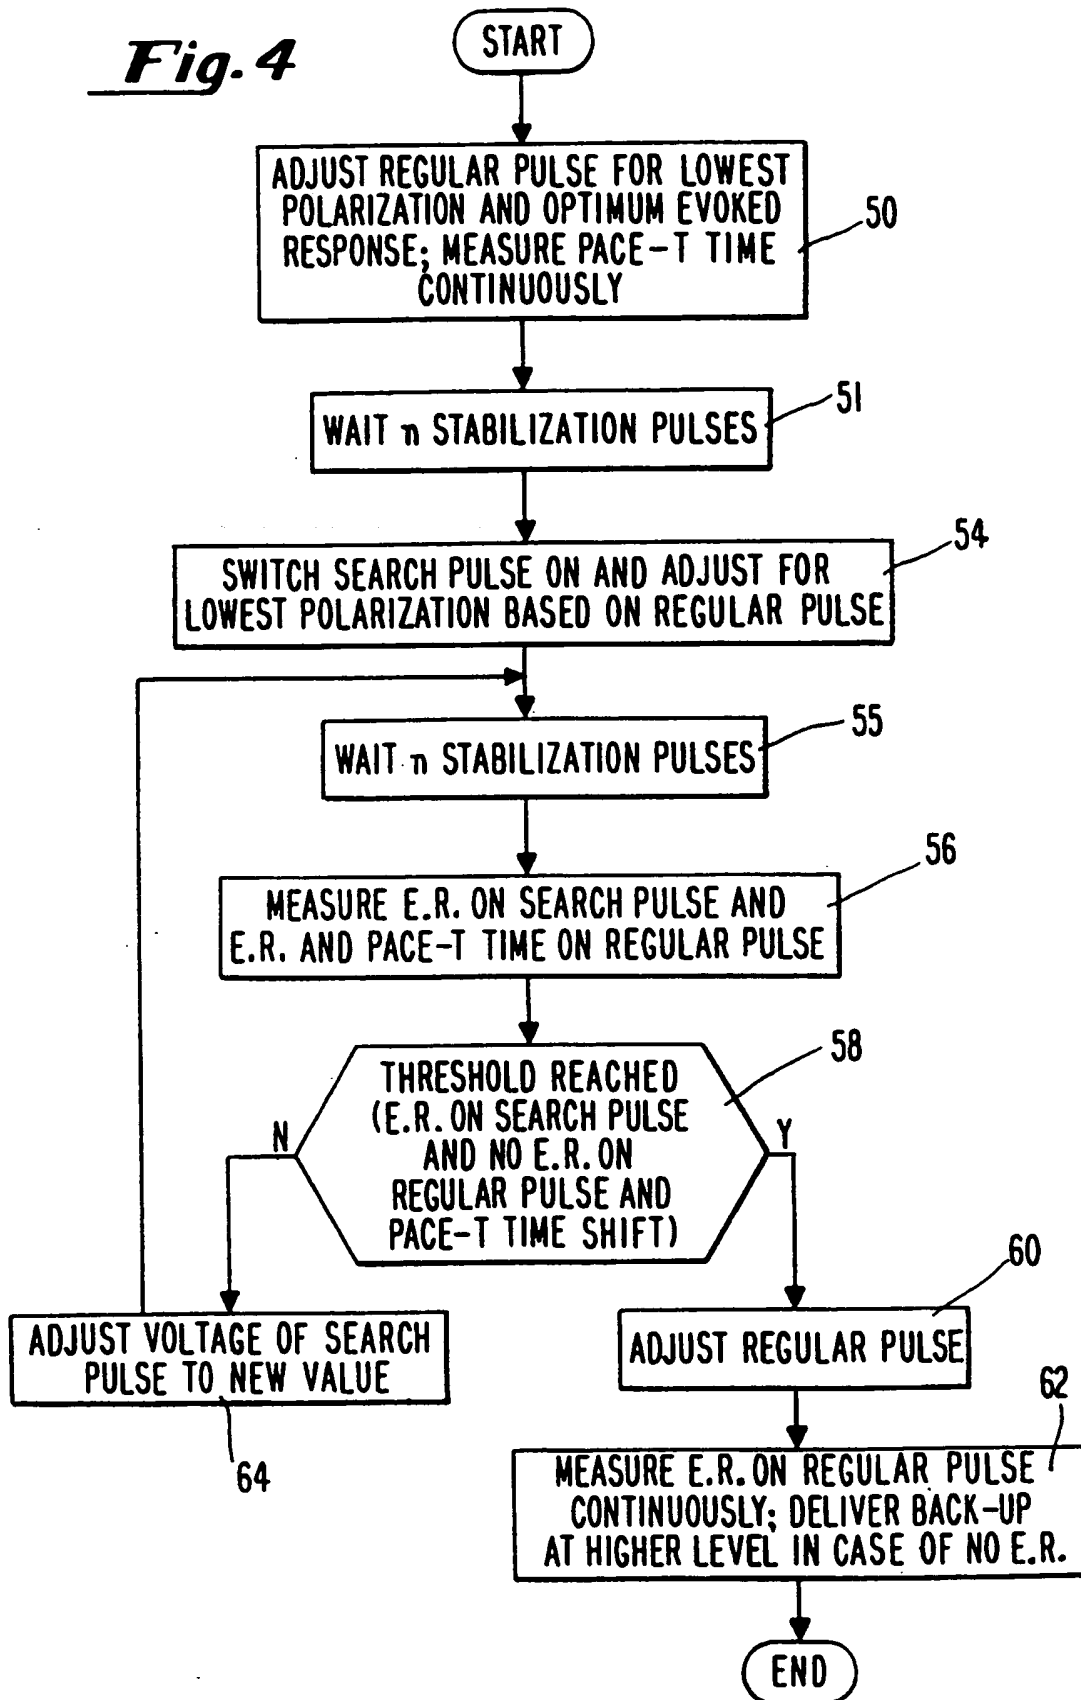 Fig. 4
START
ADJUST REGULAR PULSE FOR LOWEST
POLARIZATION AND OPTIMUM EVOKED
RESPONSE; MEASURE PACE-T TIME
CONTINUOUSLY
50
WAIT n STABILIZATION PULSES
51
SWITCH SEARCH PULSE ON AND ADJUST FOR
LOWEST POLARIZATION BASED ON REGULAR PULSE
54
WAIT n STABILIZATION PULSES
55
MEASURE E.R. ON SEARCH PULSE AND
E.R. AND PACE-T TIME ON REGULAR PULSE
56
THRESHOLD REACHED
(E.R. ON SEARCH PULSE
AND NO E.R. ON
REGULAR PULSE AND
PACE-T TIME SHIFT)
58
N
Y
ADJUST VOLTAGE OF SEARCH
PULSE TO NEW VALUE
64
ADJUST REGULAR PULSE
60
MEASURE E.R. ON REGULAR PULSE
CONTINUOUSLY; DELIVER BACK-UP
AT HIGHER LEVEL IN CASE OF NO E.R.
62
END